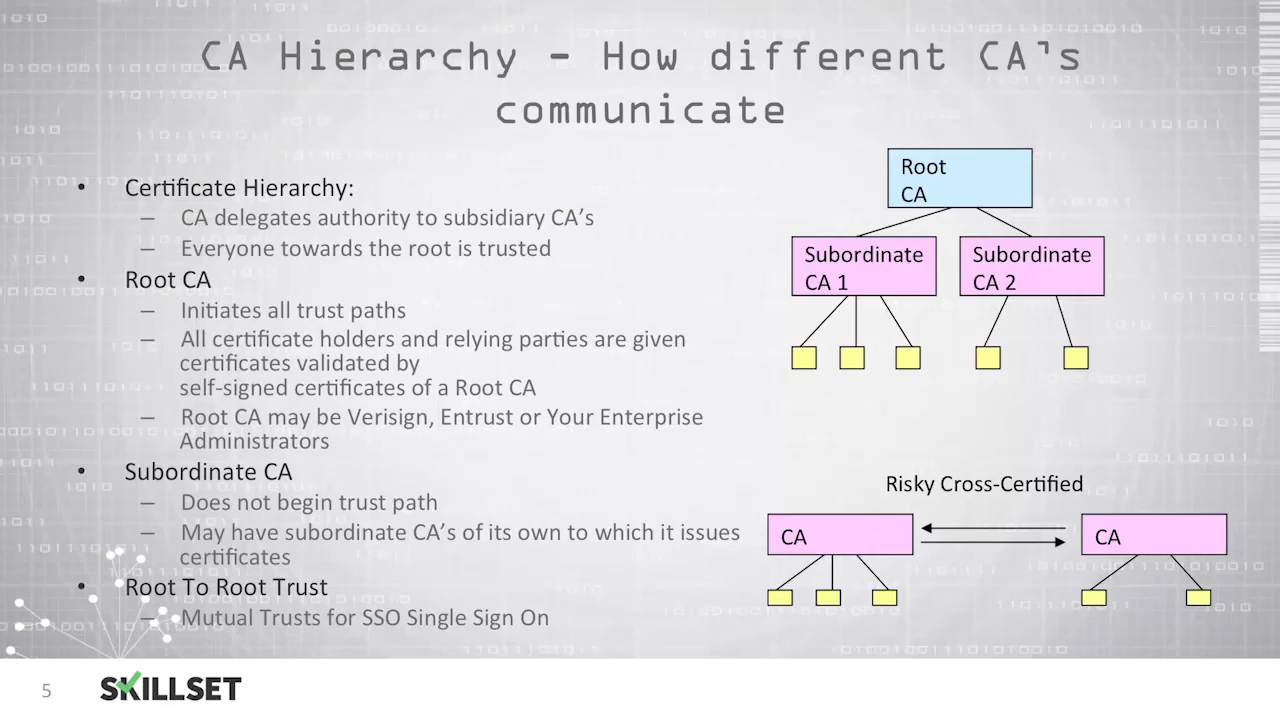 CA Hierarchy – How different CA's
communicate
• Certificate Hierarchy:
– CA delegates authority to subsidiary CA's
– Everyone towards the root is trusted
• Root CA
– Initiates all trust paths
– All certificate holders and relying parties are given
certificates validated by
self-signed certificates of a Root CA
– Root CA may be Verisign, Entrust or Your Enterprise
Administrators
• Subordinate CA
– Does not begin trust path
– May have subordinate CA's of its own to which it issues
certificates
• Root To Root Trust
– Mutual Trusts for SSO Single Sign On
Root
CA
Subordinate
CA 1
Subordinate
CA 2
Risky Cross-Certified
CA
CA
5
SKILLSET